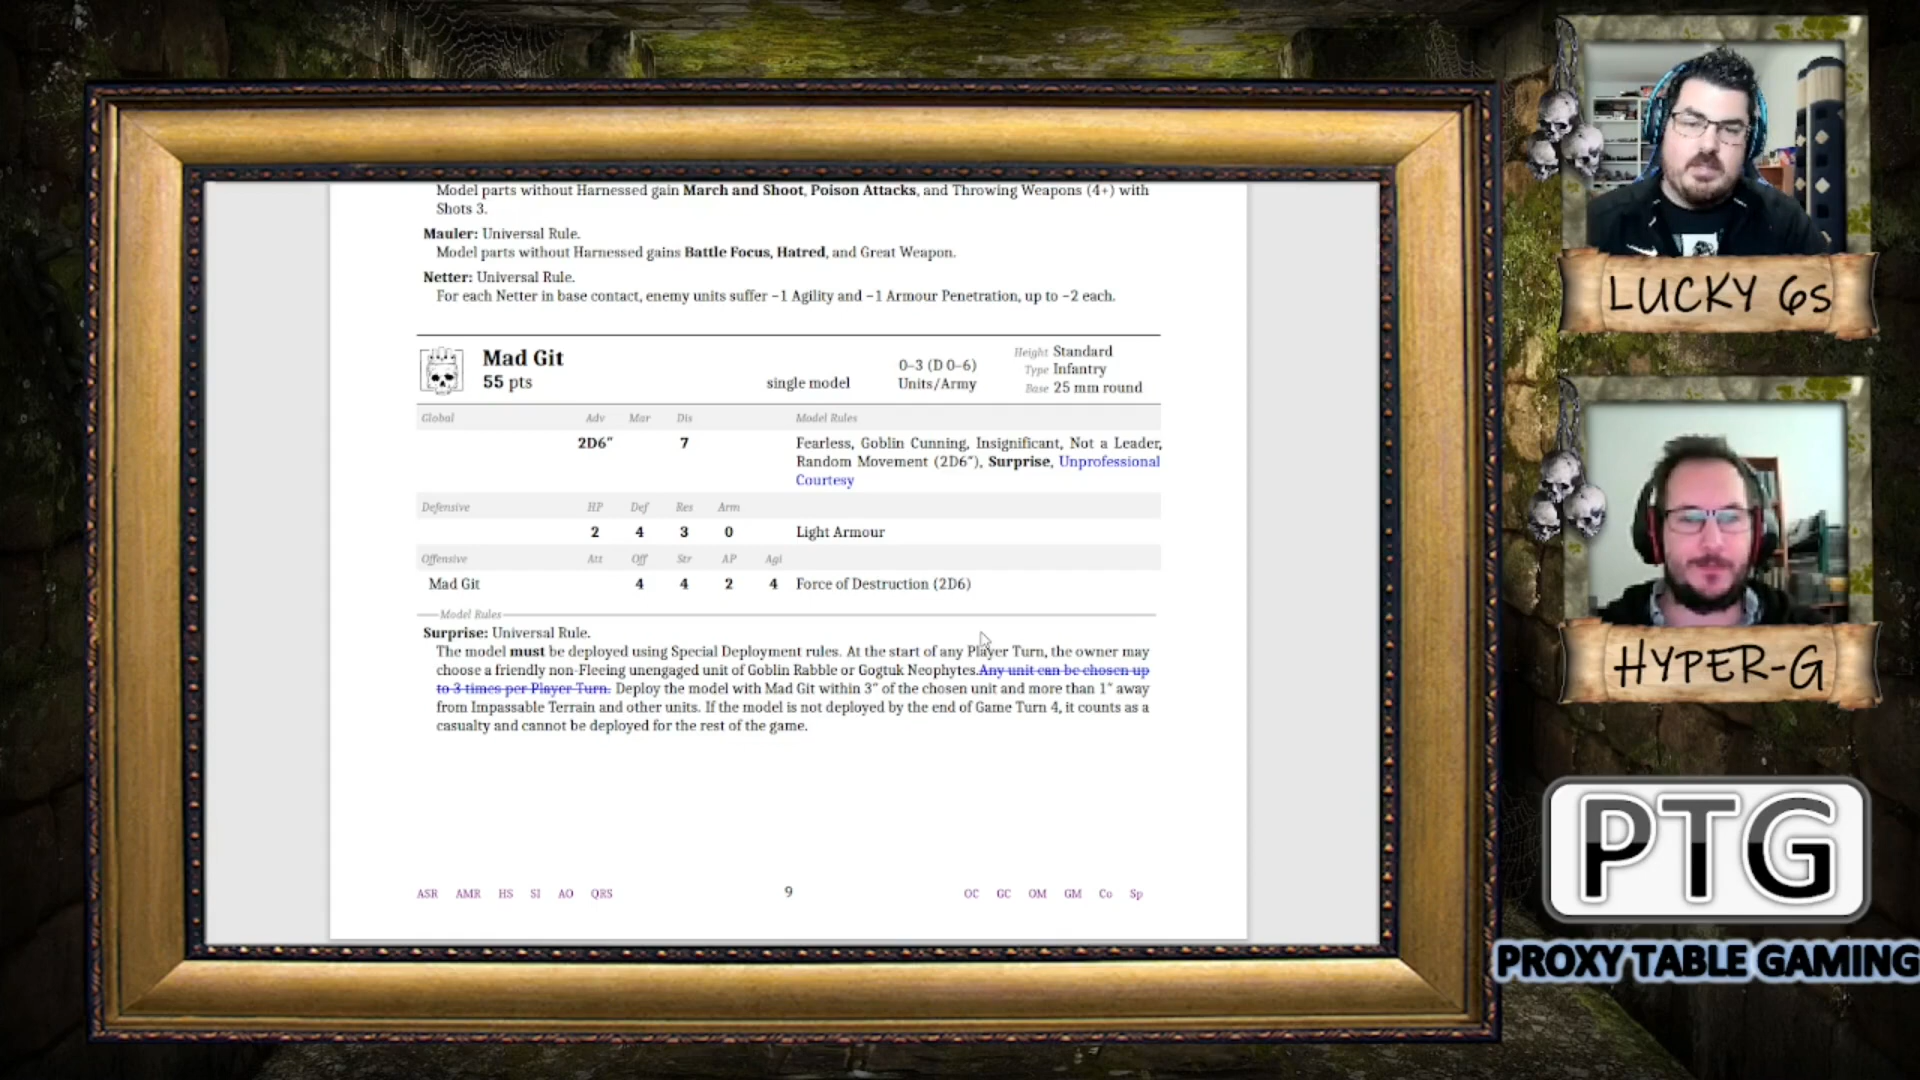 Model parts without Harnessed gain March and Shoot, Poison Attacks, and Throwing Weapons (4+) with
Shots 3.
Mauler: Universal Rule.
Model parts without Harnessed gains Battle Focus, Hatred, and Great Weapon.
Netter: Universal Rule.
For each Netter in base contact, enemy units suffer −1 Agility and −1 Armour Penetration, up to −2 each.
Mad Git
55 pts
single model
0–3 (D 0–6)
Units/Army
Height Standard
Type Infantry
Base 25 mm round
Global Adv Mar Dis Model Rules
2D6″ 7 Fearless, Goblin Cunning, Insignificant, Not a Leader,
Random Movement (2D6″), Surprise, Unprofessional
Courtesy
Defensive HP Def Res Arm
2 4 3 0 Light Armour
Offensive Att Off Str AP Agi
Mad Git 4 4 2 4 Force of Destruction (2D6)
Model Rules
Surprise: Universal Rule.
The model must be deployed using Special Deployment rules. At the start of any Player Turn, the owner may
choose a friendly non-Fleeing unengaged unit of Goblin Rabble or Gogtuk Neophytes. Any unit can be chosen up
to 3 times per Player Turn. Deploy the model with Mad Git within 3″ of the chosen unit and more than 1″ away
from Impassable Terrain and other units. If the model is not deployed by the end of Game Turn 4, it counts as a
casualty and cannot be deployed for the rest of the game.
ASR AMR HS SI AO QRS 9 OC GC OM GM Co Sp
LUCKY 6s
HYPER-G
PTG
PROXY TABLE GAMING